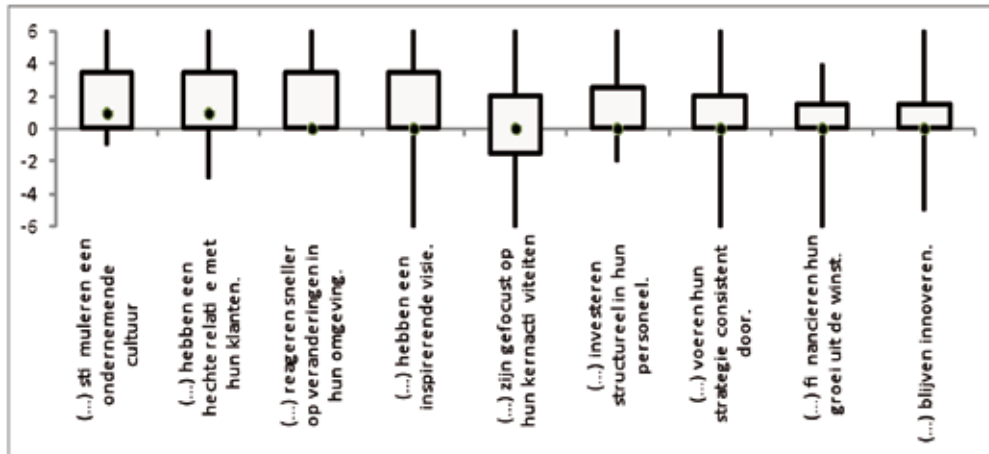 6
4
2
0
-2
-4
-6
(...) sti muleren een
ondernemende
cultuur
(...) hebben een
hechte relati e met
hun klanten.
(...) reageren sneller
op veranderingen in
hun omgeving.
(...) hebben een
inspirerende visie.
(...) zijn gefocust op
hun kernacti viteiten
(...) investeren
structureel in hun
personeel.
(...) voeren hun
strategie consistent
door.
(...) fi nancieren hun
groei uit de winst.
(...) blijven innoveren.